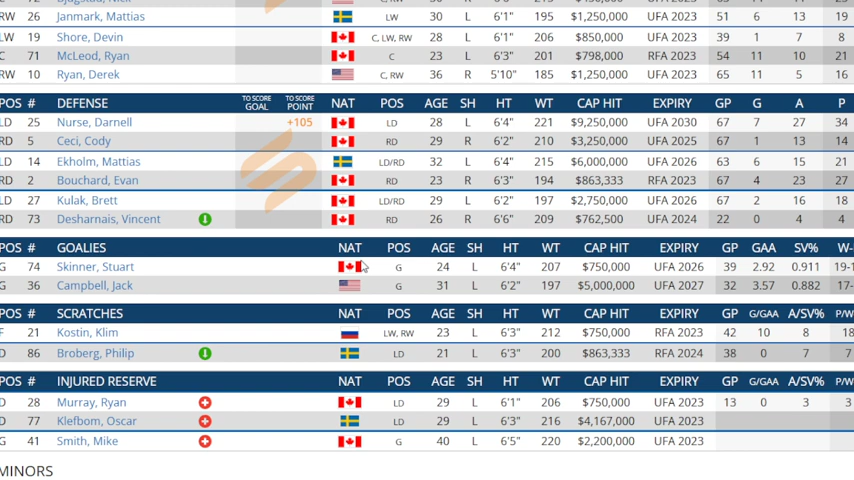 RW 26 Janmark, Mattias LW 30 L 6'1" 195 $1,250,000 UFA 2023 51 6 13 19
LW 19 Shore, Devin C, LW, RW 28 L 6'1" 206 $850,000 UFA 2023 39 1 7 8
C 71 McLeod, Ryan C 23 L 6'3" 201 $798,000 RFA 2023 54 11 10 21
RW 10 Ryan, Derek C, RW 36 R 5'10" 185 $1,250,000 UFA 2023 65 11 5 16
POS # DEFENSE TO SCORE GOAL TO SCORE POINT NAT POS AGE SH HT WT CAP HIT EXPIRY GP G A P
LD 25 Nurse, Darnell +105 LD 28 L 6'4" 221 $9,250,000 UFA 2030 67 7 27 34
RD 5 Ceci, Cody RD 29 R 6'2" 210 $3,250,000 UFA 2025 67 1 13 14
LD 14 Ekholm, Mattias LD/RD 32 L 6'4" 215 $6,000,000 UFA 2026 63 6 15 21
RD 2 Bouchard, Evan RD 23 R 6'3" 194 $863,333 RFA 2023 67 4 23 27
LD 27 Kulak, Brett LD/RD 29 L 6'2" 197 $2,750,000 UFA 2026 67 2 16 18
RD 73 Desharnais, Vincent RD 26 R 6'6" 209 $762,500 UFA 2024 22 0 4 4
POS # GOALIES NAT POS AGE SH HT WT CAP HIT EXPIRY GP GAA SV% W-
G 74 Skinner, Stuart G 24 L 6'4" 207 $750,000 UFA 2026 39 2.92 0.911 19-1
G 36 Campbell, Jack G 31 L 6'2" 197 $5,000,000 UFA 2027 32 3.57 0.882 17-
POS # SCRATCHES NAT POS AGE SH HT WT CAP HIT EXPIRY GP G/GAA A/SV% P/W
F 21 Kostin, Klim LW, RW 23 L 6'3" 212 $750,000 RFA 2023 42 10 8 18
D 86 Broberg, Philip LD 21 L 6'3" 200 $863,333 RFA 2024 38 0 7 7
POS # INJURED RESERVE NAT POS AGE SH HT WT CAP HIT EXPIRY GP G/GAA A/SV% P/W
D 28 Murray, Ryan LD 29 L 6'1" 206 $750,000 UFA 2023 13 0 3 3
D 77 Klefbom, Oscar LD 29 L 6'3" 216 $4,167,000 UFA 2023
G 41 Smith, Mike G 40 L 6'5" 220 $2,200,000 UFA 2023
MINORS